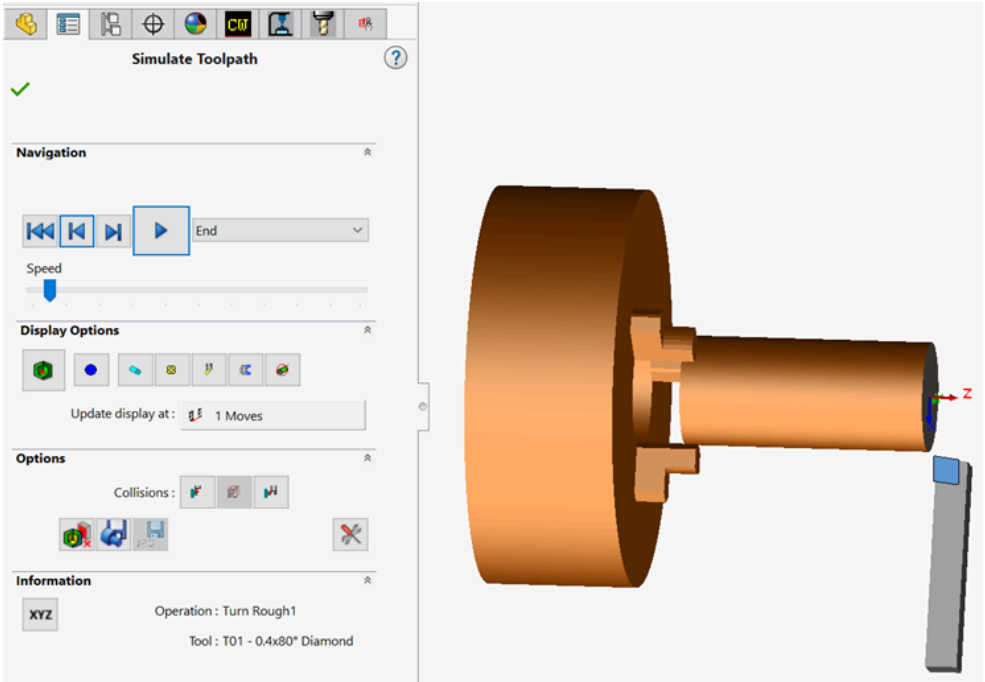 CW
Simulate Toolpath
?
Navigation
End
Speed
Display Options
Update display at : 1 Moves
Options
Collisions :
Information
XYZ
Operation : Turn Rough1
Tool : T01 - 0.4x80° Diamond
Z